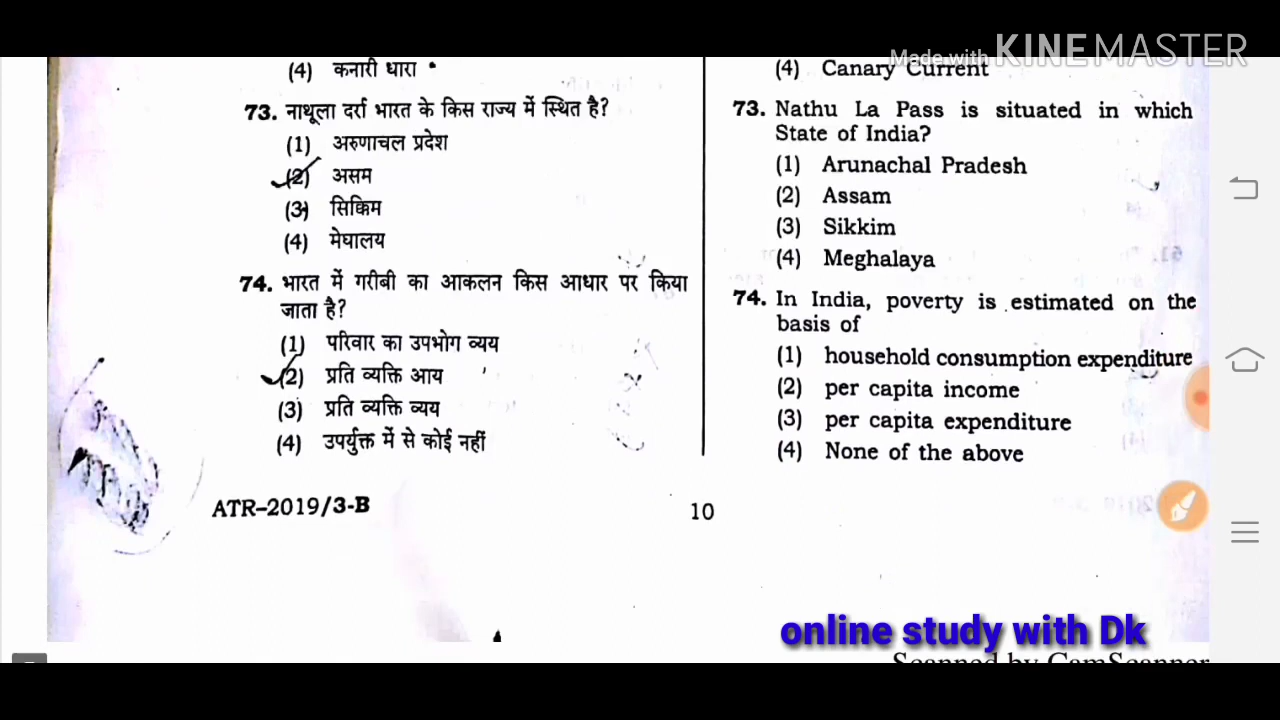 Made with KINEMASTER
(4) कनारी धारा
73. नाथूला दर्रा भारत के किस राज्य में स्थित है?
(1) अरुणाचल प्रदेश
(2) असम
(3) सिक्किम
(4) मेघालय
74. भारत में गरीबी का आकलन किस आधार पर किया
जाता है?
(1) परिवार का उपभोग व्यय
(2) प्रति व्यक्ति आय
(3) प्रति व्यक्ति व्यय
(4) उपर्युक्त में से कोई नहीं
(4) Canary Current
73. Nathu La Pass is situated in which
State of India?
(1) Arunachal Pradesh
(2) Assam
(3) Sikkim
(4) Meghalaya
74. In India, poverty is estimated on the
basis of
(1) household consumption expenditure
(2) per capita income
(3) per capita expenditure
(4) None of the above
ATR–2019/3–B
10
online study with Dk
Scanned by CamScanner